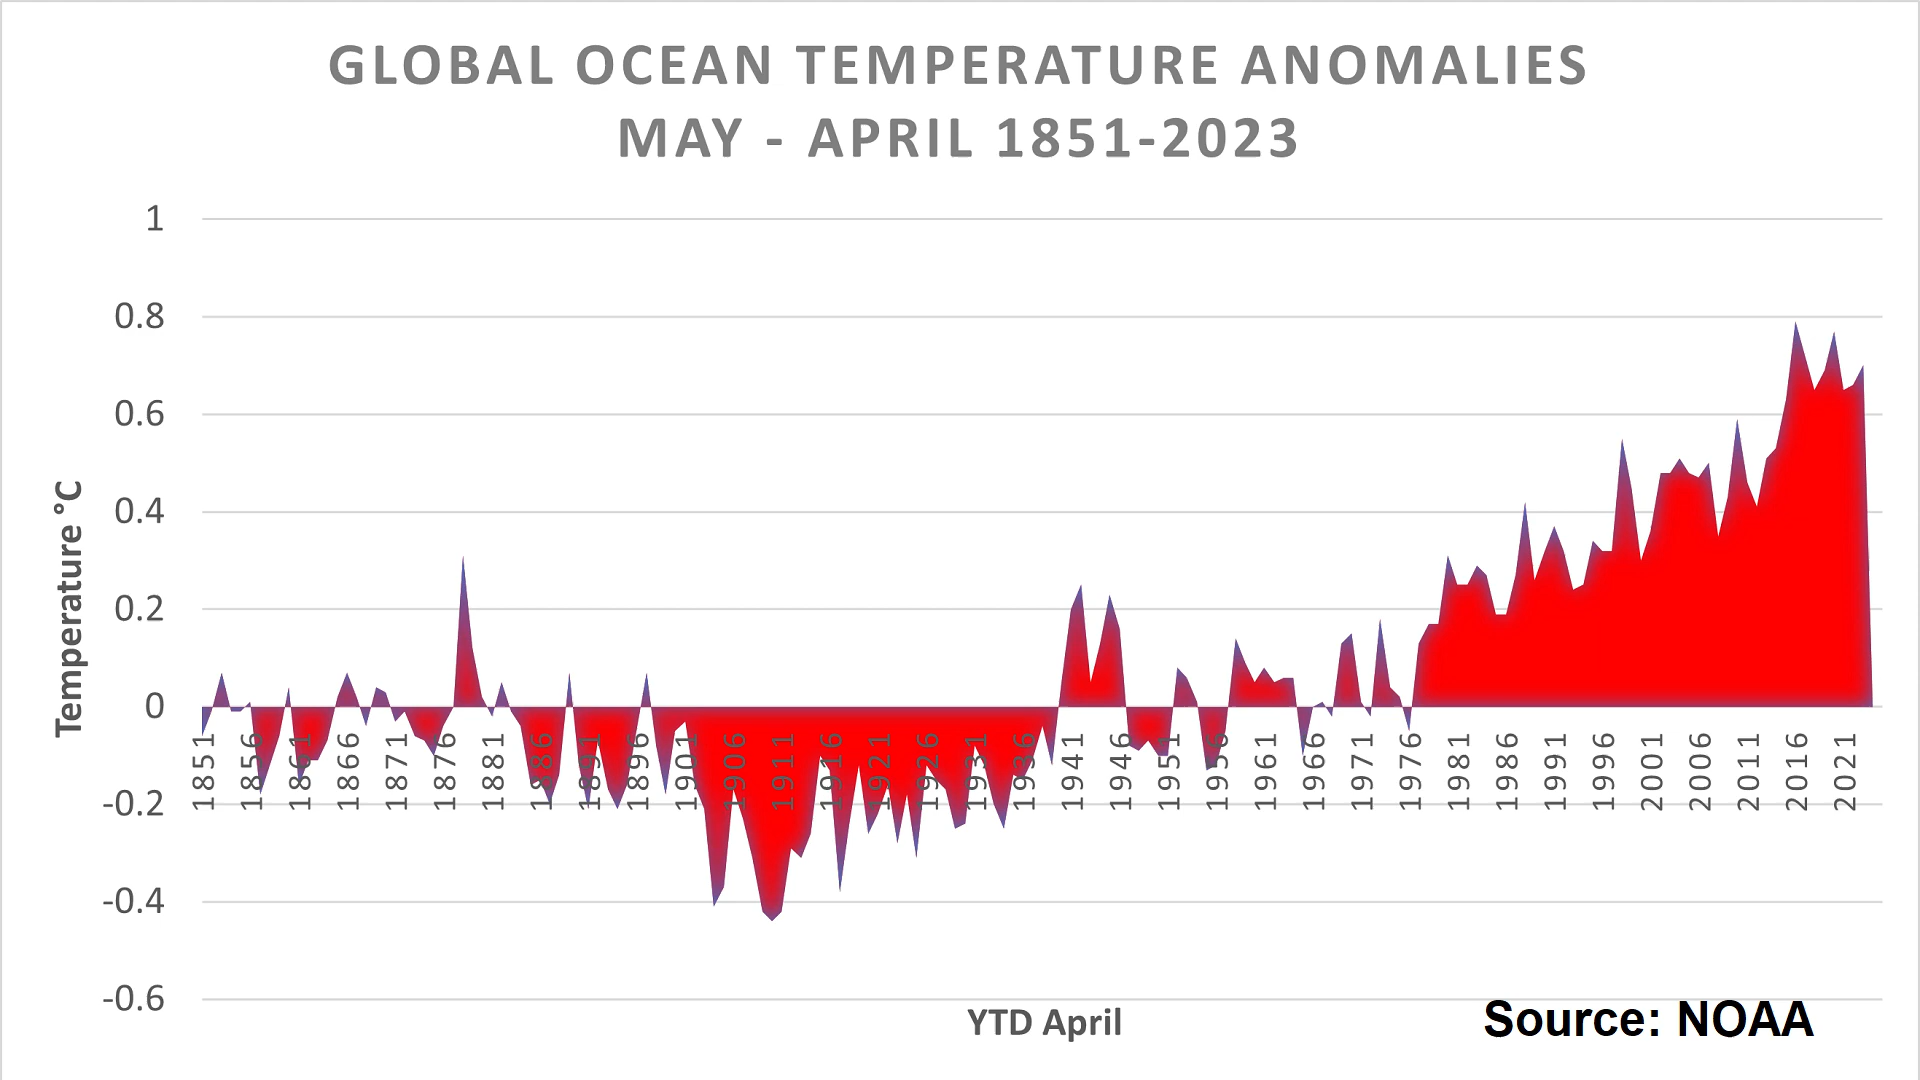 GLOBAL OCEAN TEMPERATURE ANOMALIES
MAY - APRIL 1851-2023
1
0.8
0.6
0.4
0.2
0
-0.2
-0.4
-0.6
Temperature °C
1851 1856 1861 1866 1871 1876 1881 1886 1891 1896 1901 1906 1911 1916 1921 1926 1931 1936 1941 1946 1951 1956 1961 1966 1971 1976 1981 1986 1991 1996 2001 2006 2011 2016 2021
YTD April
Source: NOAA